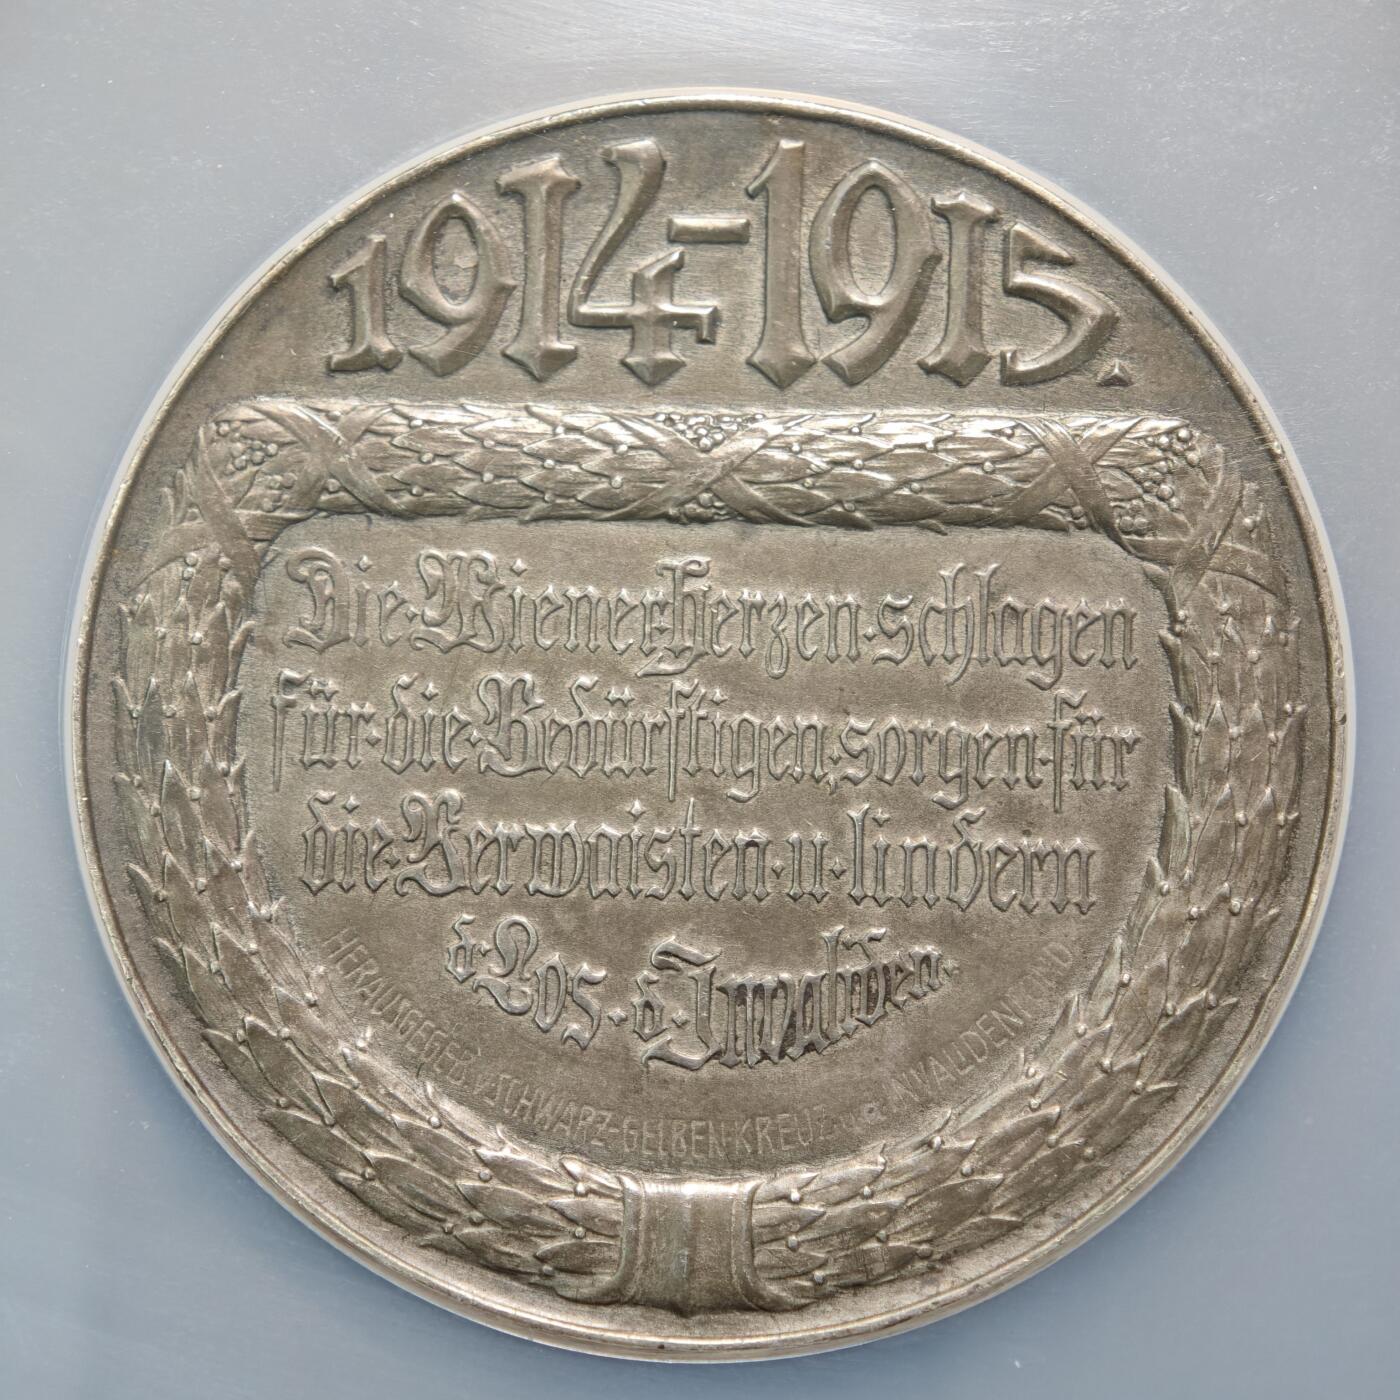 1914-1915.
Die·Wiener·Herzen·schlagen
für·die·Bedürftigen,sorgen·für
die·Verwaisten·u·lindern
d·Los·d·Invaliden.
HERAUSGEGEB.V.SCHWARZ-GELBEN·KREUZ u. INVALIDENFOND